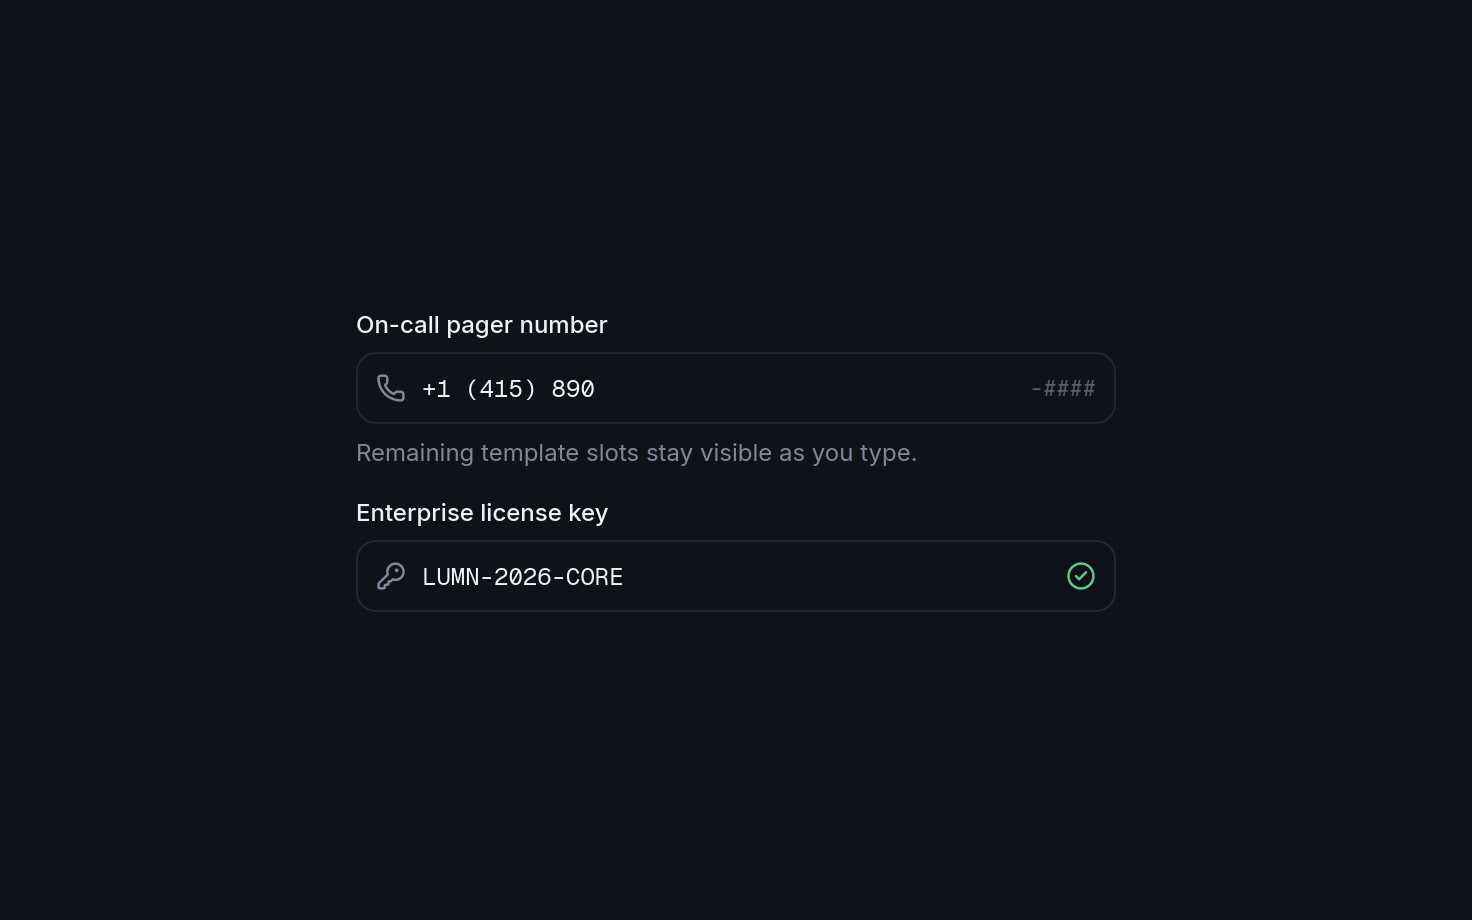 On-call pager number
+1 (415) 890 -####
Remaining template slots stay visible as you type.
Enterprise license key
LUMN-2026-CORE